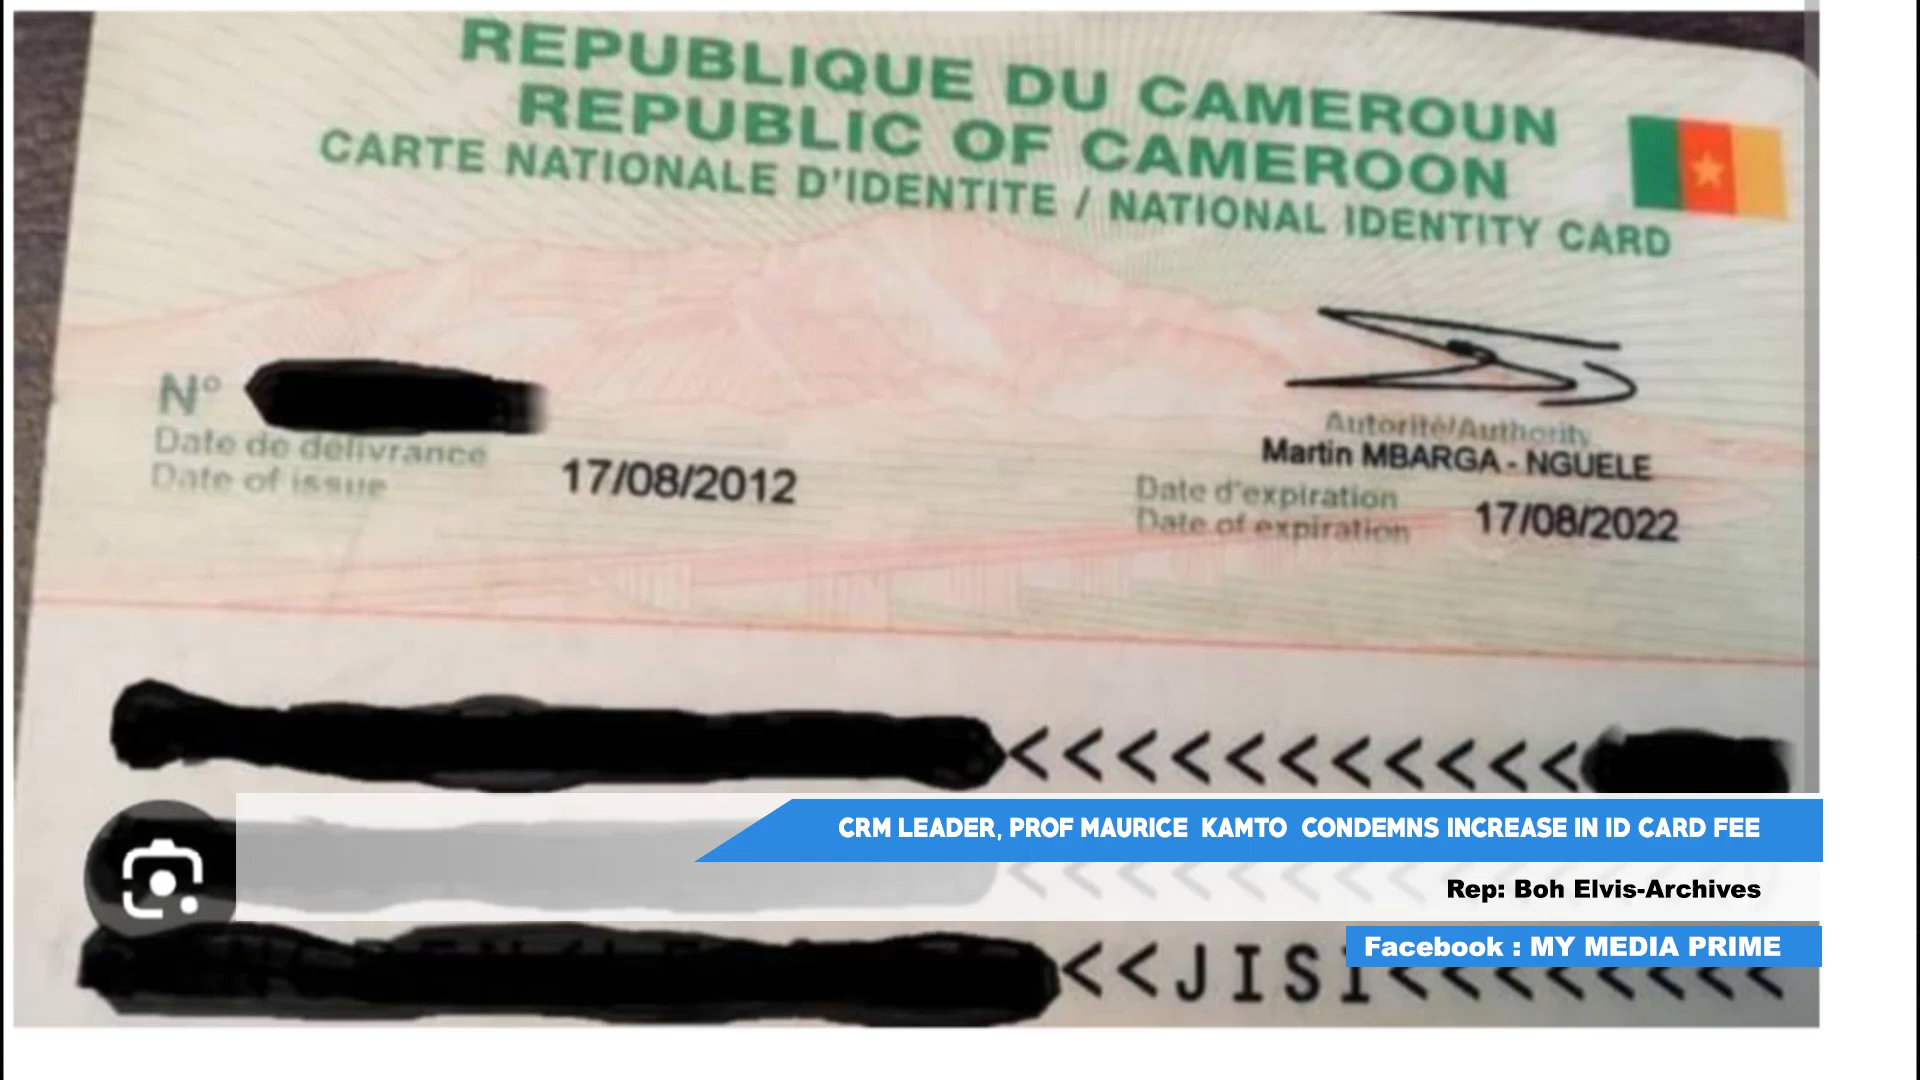 REPUBLIQUE DU CAMEROUN
REPUBLIC OF CAMEROON
CARTE NATIONALE D'IDENTITE / NATIONAL IDENTITY CARD
N°
Date de délivrance
Date of issue
17/08/2012
Autorité/Authority
Martin MBARGA - NGUELE
Date d'expiration
Date of expiration
17/08/2022
<<<<<<<<<<<
CRM LEADER, PROF MAURICE KAMTO CONDEMNS INCREASE IN ID CARD FEE
Rep: Boh Elvis-Archives
Facebook : MY MEDIA PRIME
<<JISI<<<<<<<<